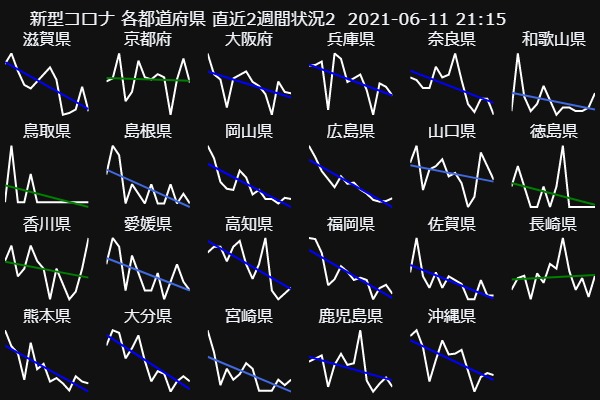 新型コロナ 各都道府県 直近2週間状況2 2021-06-11 21:15
滋賀県 京都府 大阪府 兵庫県 奈良県 和歌山県
鳥取県 島根県 岡山県 広島県 山口県 徳島県
香川県 愛媛県 高知県 福岡県 佐賀県 長崎県
熊本県 大分県 宮崎県 鹿児島県 沖縄県